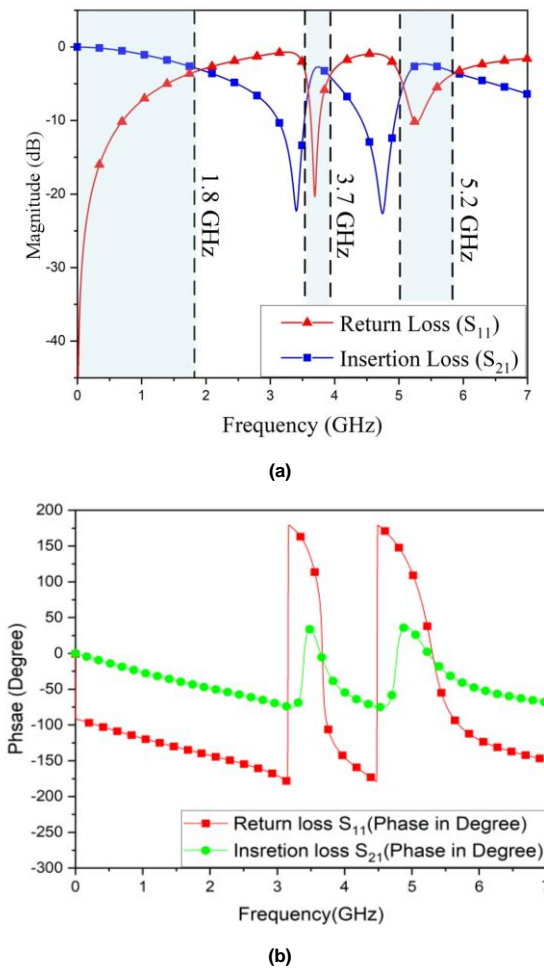 0
-10
-20
-30
-40
Magnitude (dB)
1.8 GHz
3.7 GHz
5.2 GHz
Return Loss (S11)
Insertion Loss (S21)
0 1 2 3 4 5 6 7
Frequency (GHz)
(a)
200
150
100
50
0
-50
-100
-150
-200
-250
-300
Phsae (Degree)
Return loss S11(Phase in Degree)
Insretion loss S21(Phase in Degree)
0 1 2 3 4 5 6 7
Frequency(GHz)
(b)